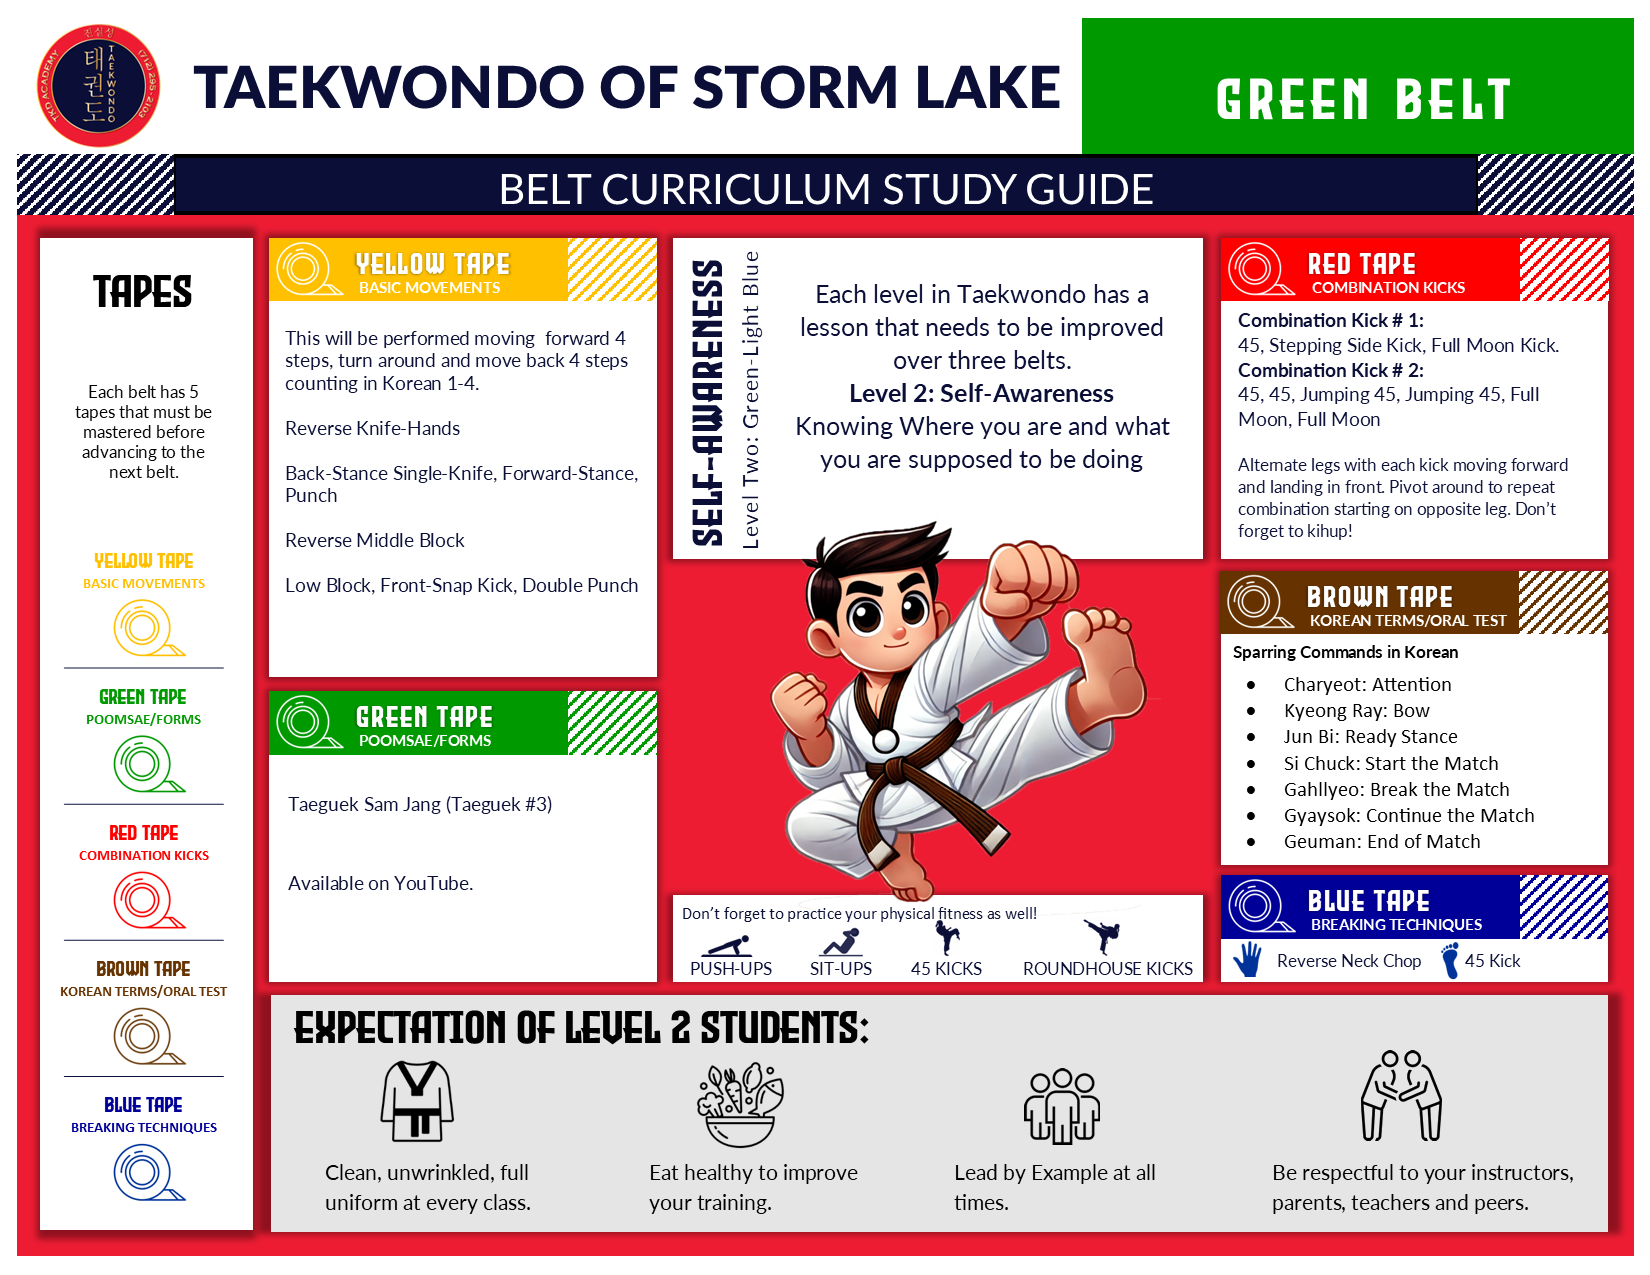 TKD ACADEMY
전심상
(712)295-2103
태권도
TAEKWONDO
TAEKWONDO OF STORM LAKE
GREEN BELT
BELT CURRICULUM STUDY GUIDE
TAPES
Each belt has 5
tapes that must be
mastered before
advancing to the
next belt.
YELLOW TAPE
BASIC MOVEMENTS
GREEN TAPE
POOMSAE/FORMS
RED TAPE
COMBINATION KICKS
BROWN TAPE
KOREAN TERMS/ORAL TEST
BLUE TAPE
BREAKING TECHNIQUES
YELLOW TAPE
BASIC MOVEMENTS
This will be performed moving  forward 4
steps, turn around and move back 4 steps
counting in Korean 1-4.
Reverse Knife-Hands
Back-Stance Single-Knife, Forward-Stance,
Punch
Reverse Middle Block
Low Block, Front-Snap Kick, Double Punch
GREEN TAPE
POOMSAE/FORMS
Taeguek Sam Jang (Taeguek #3)
Available on YouTube.
SELF-AWARENESS
Level Two: Green-Light Blue
Each level in Taekwondo has a
lesson that needs to be improved
over three belts.
Level 2: Self-Awareness
Knowing Where you are and what
you are supposed to be doing
Don't forget to practice your physical fitness as well!
PUSH-UPS SIT-UPS 45 KICKS ROUNDHOUSE KICKS
RED TAPE
COMBINATION KICKS
Combination Kick # 1:
45, Stepping Side Kick, Full Moon Kick.
Combination Kick # 2:
45, 45, Jumping 45, Jumping 45, Full
Moon, Full Moon
Alternate legs with each kick moving forward
and landing in front. Pivot around to repeat
combination starting on opposite leg. Don't
forget to kihup!
BROWN TAPE
KOREAN TERMS/ORAL TEST
Sparring Commands in Korean
• Charyeot: Attention
• Kyeong Ray: Bow
• Jun Bi: Ready Stance
• Si Chuck: Start the Match
• Gahllyeo: Break the Match
• Gyaysok: Continue the Match
• Geuman: End of Match
BLUE TAPE
BREAKING TECHNIQUES
Reverse Neck Chop 45 Kick
EXPECTATION OF LEVEL 2 STUDENTS:
Clean, unwrinkled, full
uniform at every class.
Eat healthy to improve
your training.
Lead by Example at all
times.
Be respectful to your instructors,
parents, teachers and peers.